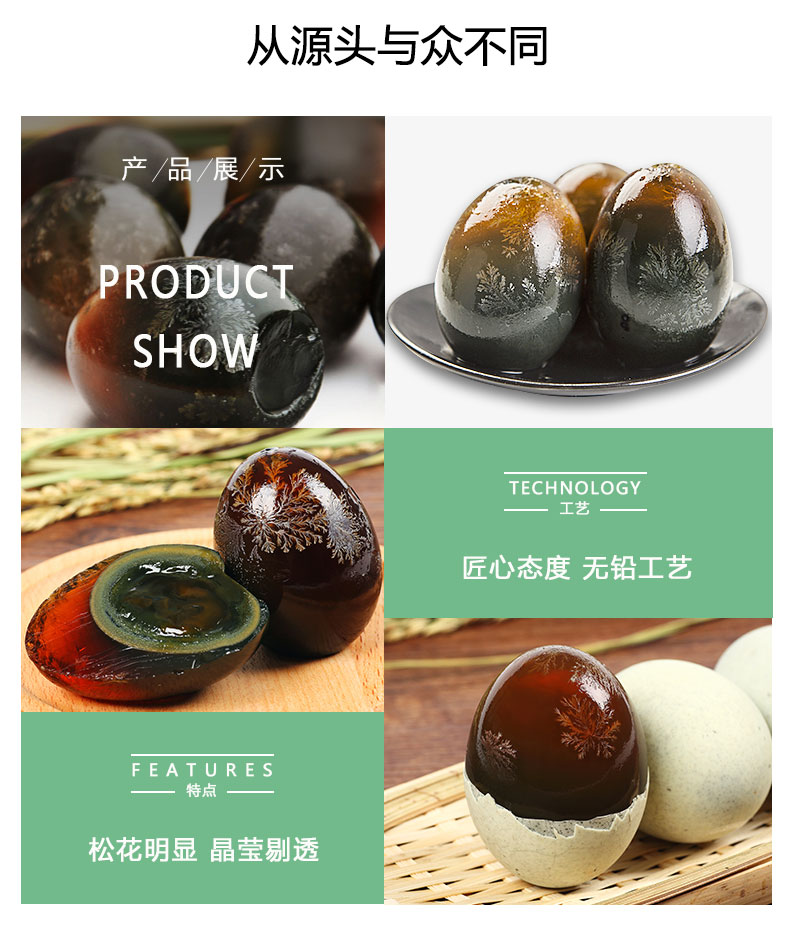 从源头与众不同
产/品/展/示
PRODUCT
SHOW
TECHNOLOGY
工艺
匠心态度 无铅工艺
FEATURES
特点
松花明显 晶莹剔透